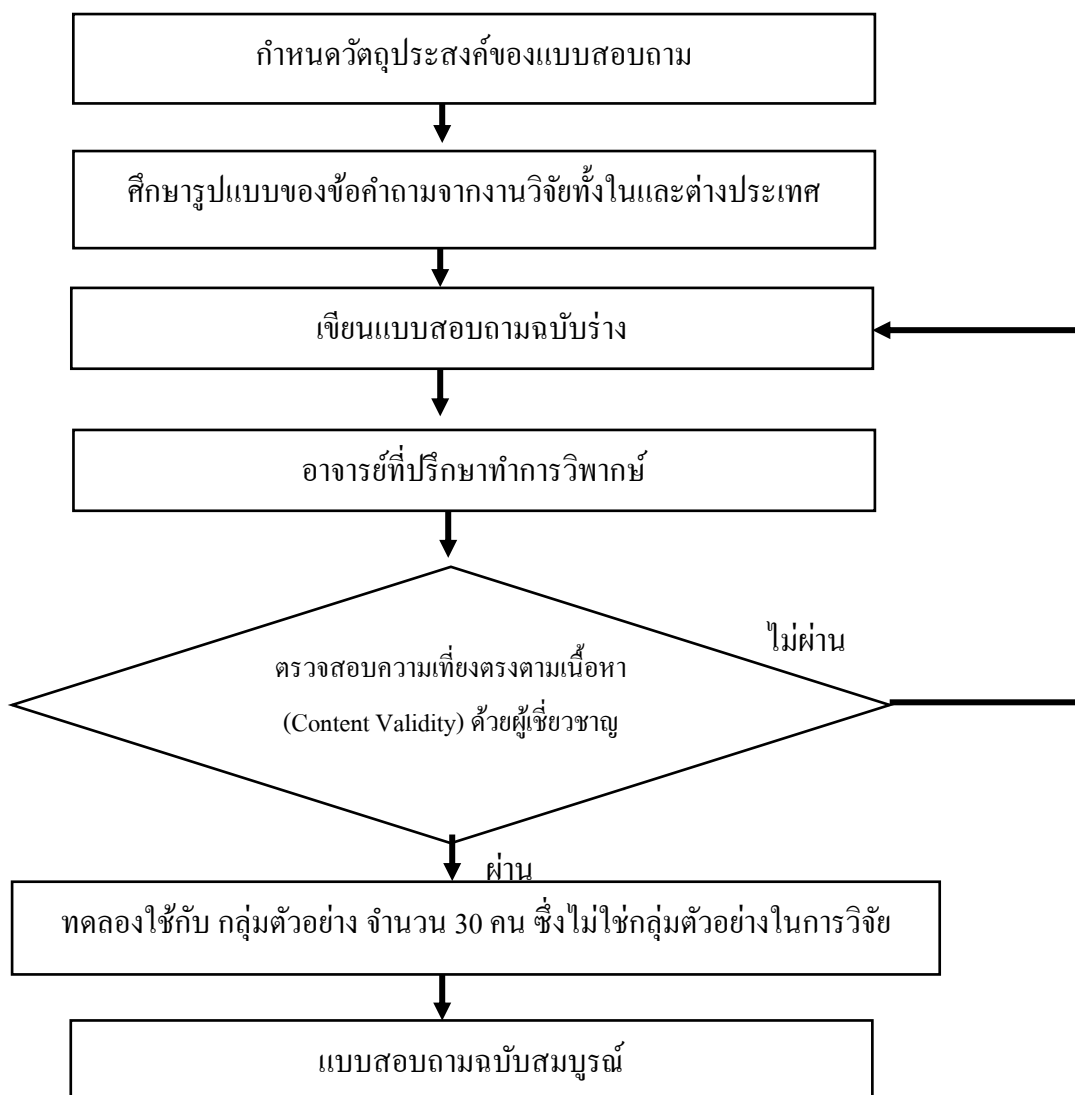 กำหนดวัตถุประสงค์ของแบบสอบถาม
ศึกษารูปแบบของข้อคำถามจากงานวิจัยทั้งในและต่างประเทศ
เขียนแบบสอบถามฉบับร่าง
อาจารย์ที่ปรึกษาทำการวิพากษ์
ไม่ผ่าน
ตรวจสอบความเที่ยงตรงตามเนื้อหา
(Content Validity) ด้วยผู้เชี่ยวชาญ
ผ่าน
ทดลองใช้กับ กลุ่มตัวอย่าง จำนวน 30 คน ซึ่งไม่ใช่กลุ่มตัวอย่างในการวิจัย
แบบสอบถามฉบับสมบูรณ์